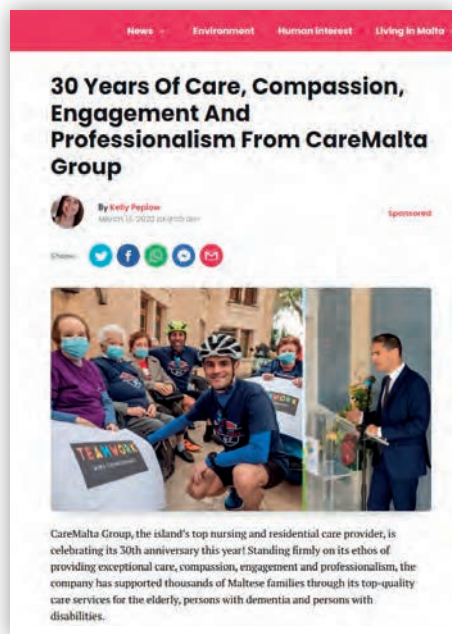 News Environment Human Interest Living in Malta
30 Years Of Care, Compassion,
Engagement And
Professionalism From CareMalta
Group
By Kelly Peplow
Sponsored
Share:
TEAMWORK
CareMalta Group, the island's top nursing and residential care provider, is
celebrating its 30th anniversary this year! Standing firmly on its ethos of
providing exceptional care, compassion, engagement and professionalism, the
company has supported thousands of Maltese families through its top-quality
care services for the elderly, persons with dementia and persons with
disabilities.